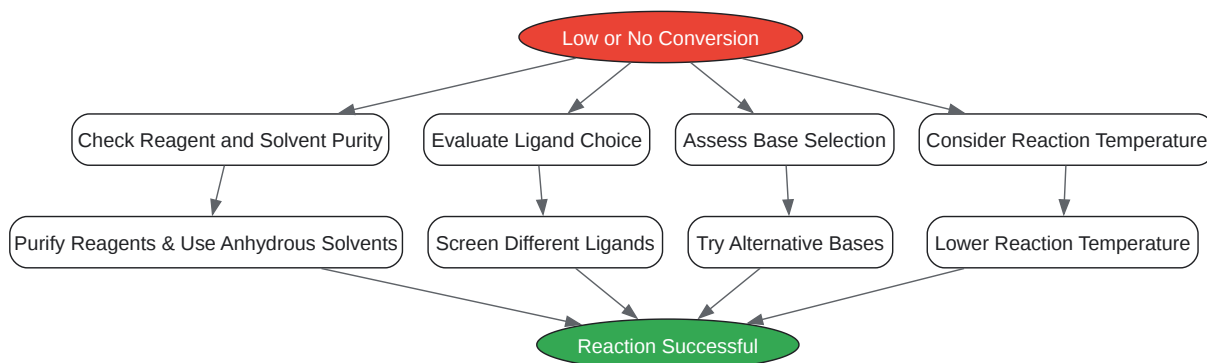 Low or No Conversion
Check Reagent and Solvent Purity
Evaluate Ligand Choice
Assess Base Selection
Consider Reaction Temperature
Purify Reagents & Use Anhydrous Solvents
Screen Different Ligands
Try Alternative Bases
Lower Reaction Temperature
Reaction Successful